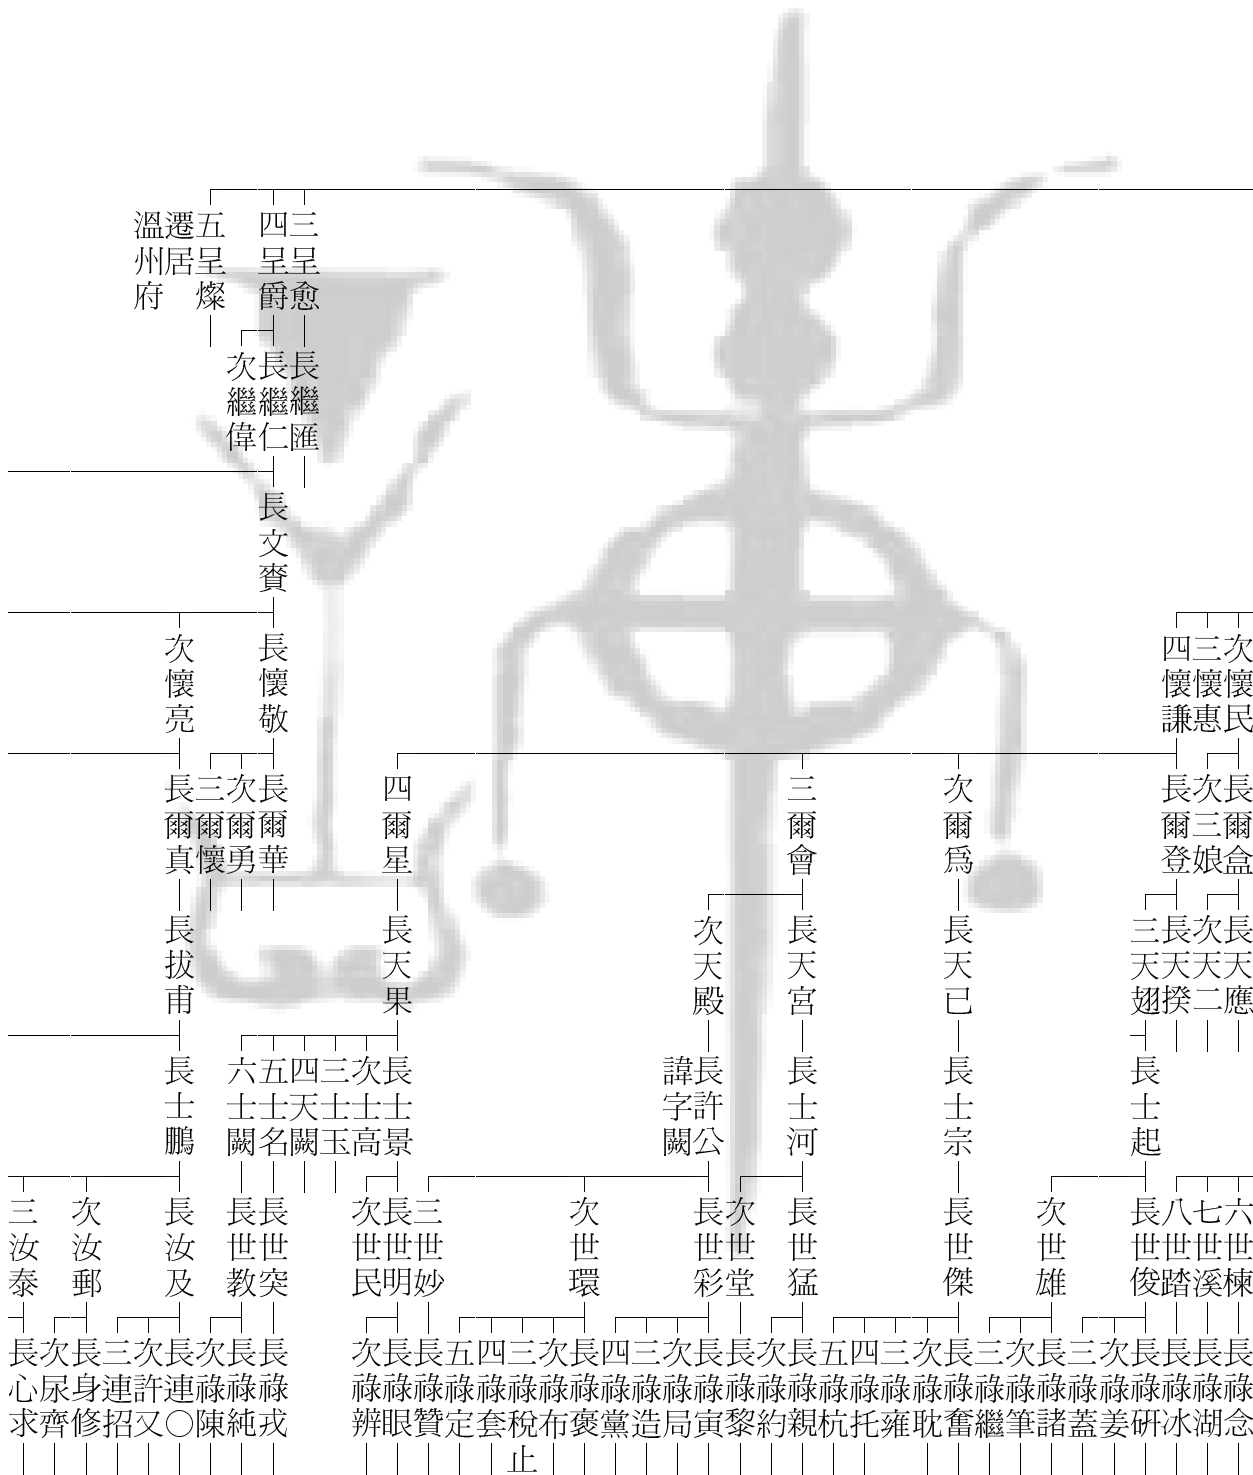 三呈愈
四呈爵
五呈燦
遷居
溫州府
長繼匯
長繼仁
次繼偉
長文賚
次懷民
三懷惠
四懷謙
長懷敬
次懷亮
長爾盒
次三娘
長爾登
次爾爲
三爾會
四爾星
長爾華
次爾勇
三爾懷
長爾真
長天應
次天二
長天揆
三天翅
長天已
長天宮
次天殿
長天果
長拔甫
長士起
長士宗
長士河
長許公
諱字闕
長士景
次士高
三士玉
四天闕
五士名
六士闕
長士鵬
六世楝
七世溪
八世踏
長世俊
次世雄
長世傑
長世猛
次世堂
長世彩
次世環
三世妙
長世明
次世民
長世突
長世教
長汝及
次汝郵
三汝泰
長祿念
長祿湖
長祿冰
長祿研
次祿姜
三祿蓋
長祿諸
次祿筆
三祿繼
長祿奮
次祿耽
三祿雍
四祿托
五祿杭
長祿親
次祿約
長祿黎
長祿寅
次祿局
三祿造
四祿黨
長祿褒
次祿布
三祿稅止
四祿套
五祿定
長祿贊
長祿眼
次祿辨
長祿戎
長祿純
次祿陳
長連〇
次許又
三連招
長身修
次尿齊
長心求